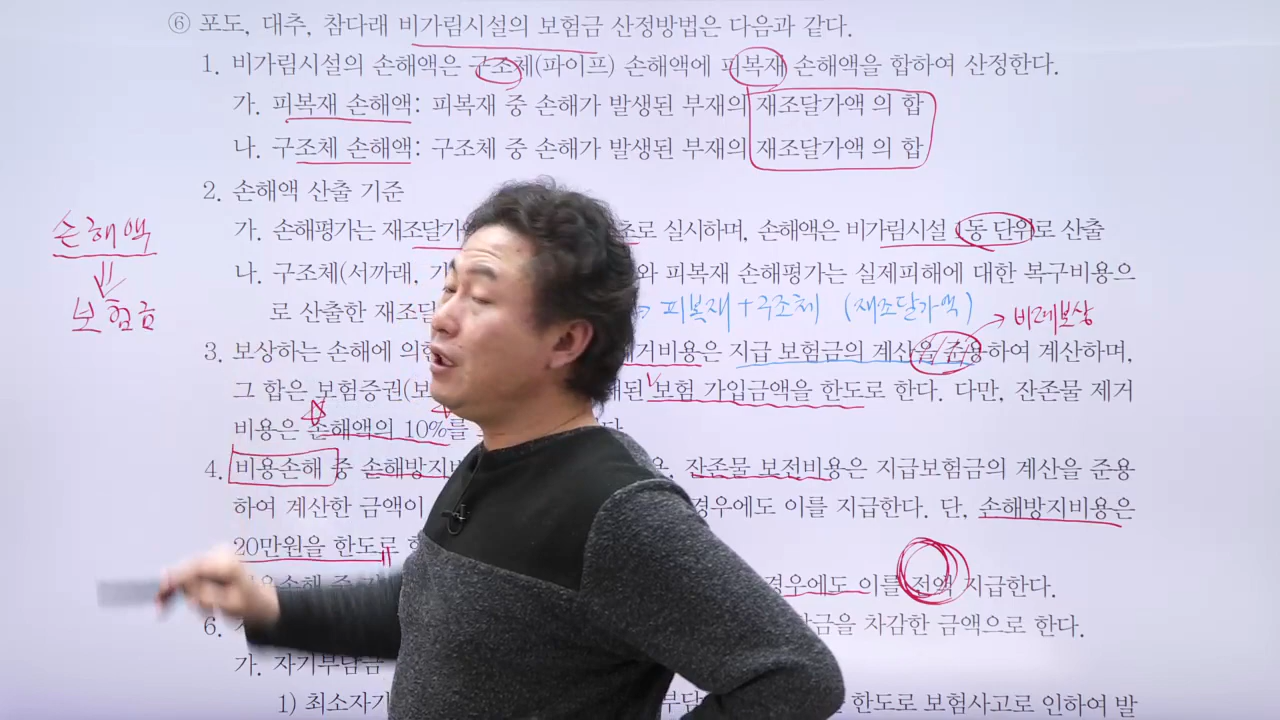 ⑥ 포도, 대추, 참다래 비가림시설의 보험금 산정방법은 다음과 같다.
1. 비가림시설의 손해액은 구조체(파이프) 손해액에 피복재 손해액을 합하여 산정한다.
가. 피복재 손해액: 피복재 중 손해가 발생된 부재의 재조달가액 의 합
나. 구조체 손해액: 구조체 중 손해가 발생된 부재의 재조달가액 의 합
2. 손해액 산출 기준
손해액
가. 손해평가는 재조달가 로 실시하며, 손해액은 비가림시설 1동 단위로 산출
나. 구조체(서까래, 와 피복재 손해평가는 실제피해에 대한 복구비용으
보험금
로 산출한 재조달 피복재+구조체 (재조달가액) 비례보상
3. 보상하는 손해에 의 거비용은 지급 보험금의 계산을 준용하여 계산하며,
그 합은 보험증권(보 된 보험 가입금액을 한도로 한다. 다만, 잔존물 제거
비용은 손해액의 10%를 다.
4. 비용손해 중 손해방지비 잔존물 보전비용은 지급보험금의 계산을 준용
하여 계산한 금액이 경우에도 이를 지급한다. 단, 손해방지비용은
20만원을 한도로
경우에도 이를 전액 지급한다.
6. 금을 차감한 금액으로 한다.
가. 자기부담금
1) 최소자기 부담 한도로 보험사고로 인하여 발